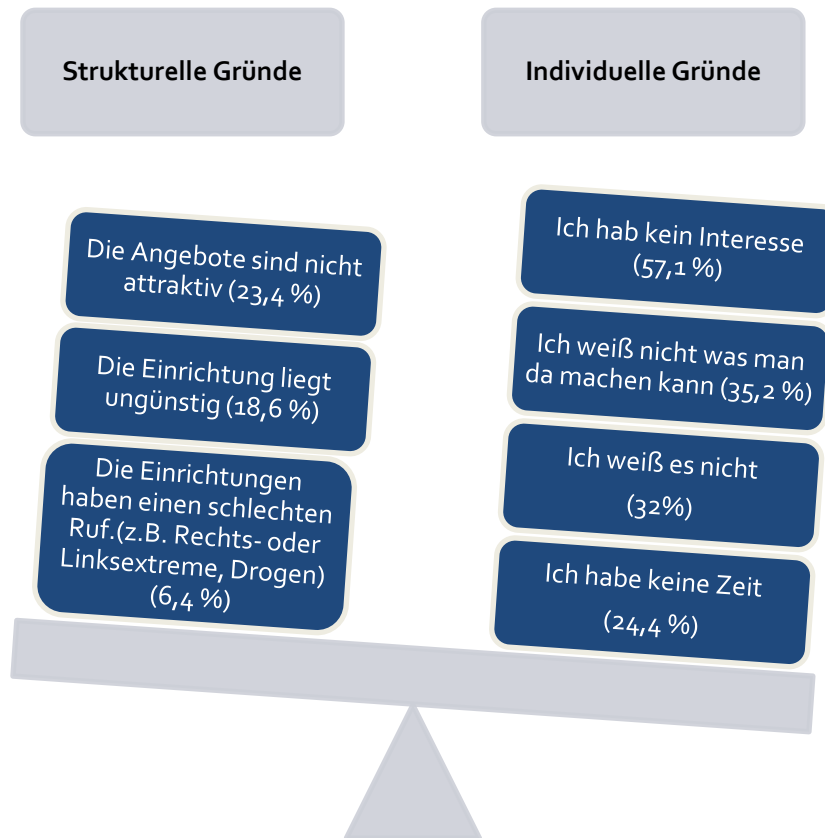 Strukturelle Gründe
Die Angebote sind nicht
attraktiv (23,4 %)
Die Einrichtung liegt
ungünstig (18,6 %)
Die Einrichtungen
haben einen schlechten
Ruf.(z.B. Rechts- oder
Linksextreme, Drogen)
(6,4 %)
Individuelle Gründe
Ich hab kein Interesse
(57,1 %)
Ich weiß nicht was man
da machen kann (35,2 %)
Ich weiß es nicht
(32%)
Ich habe keine Zeit
(24,4 %)